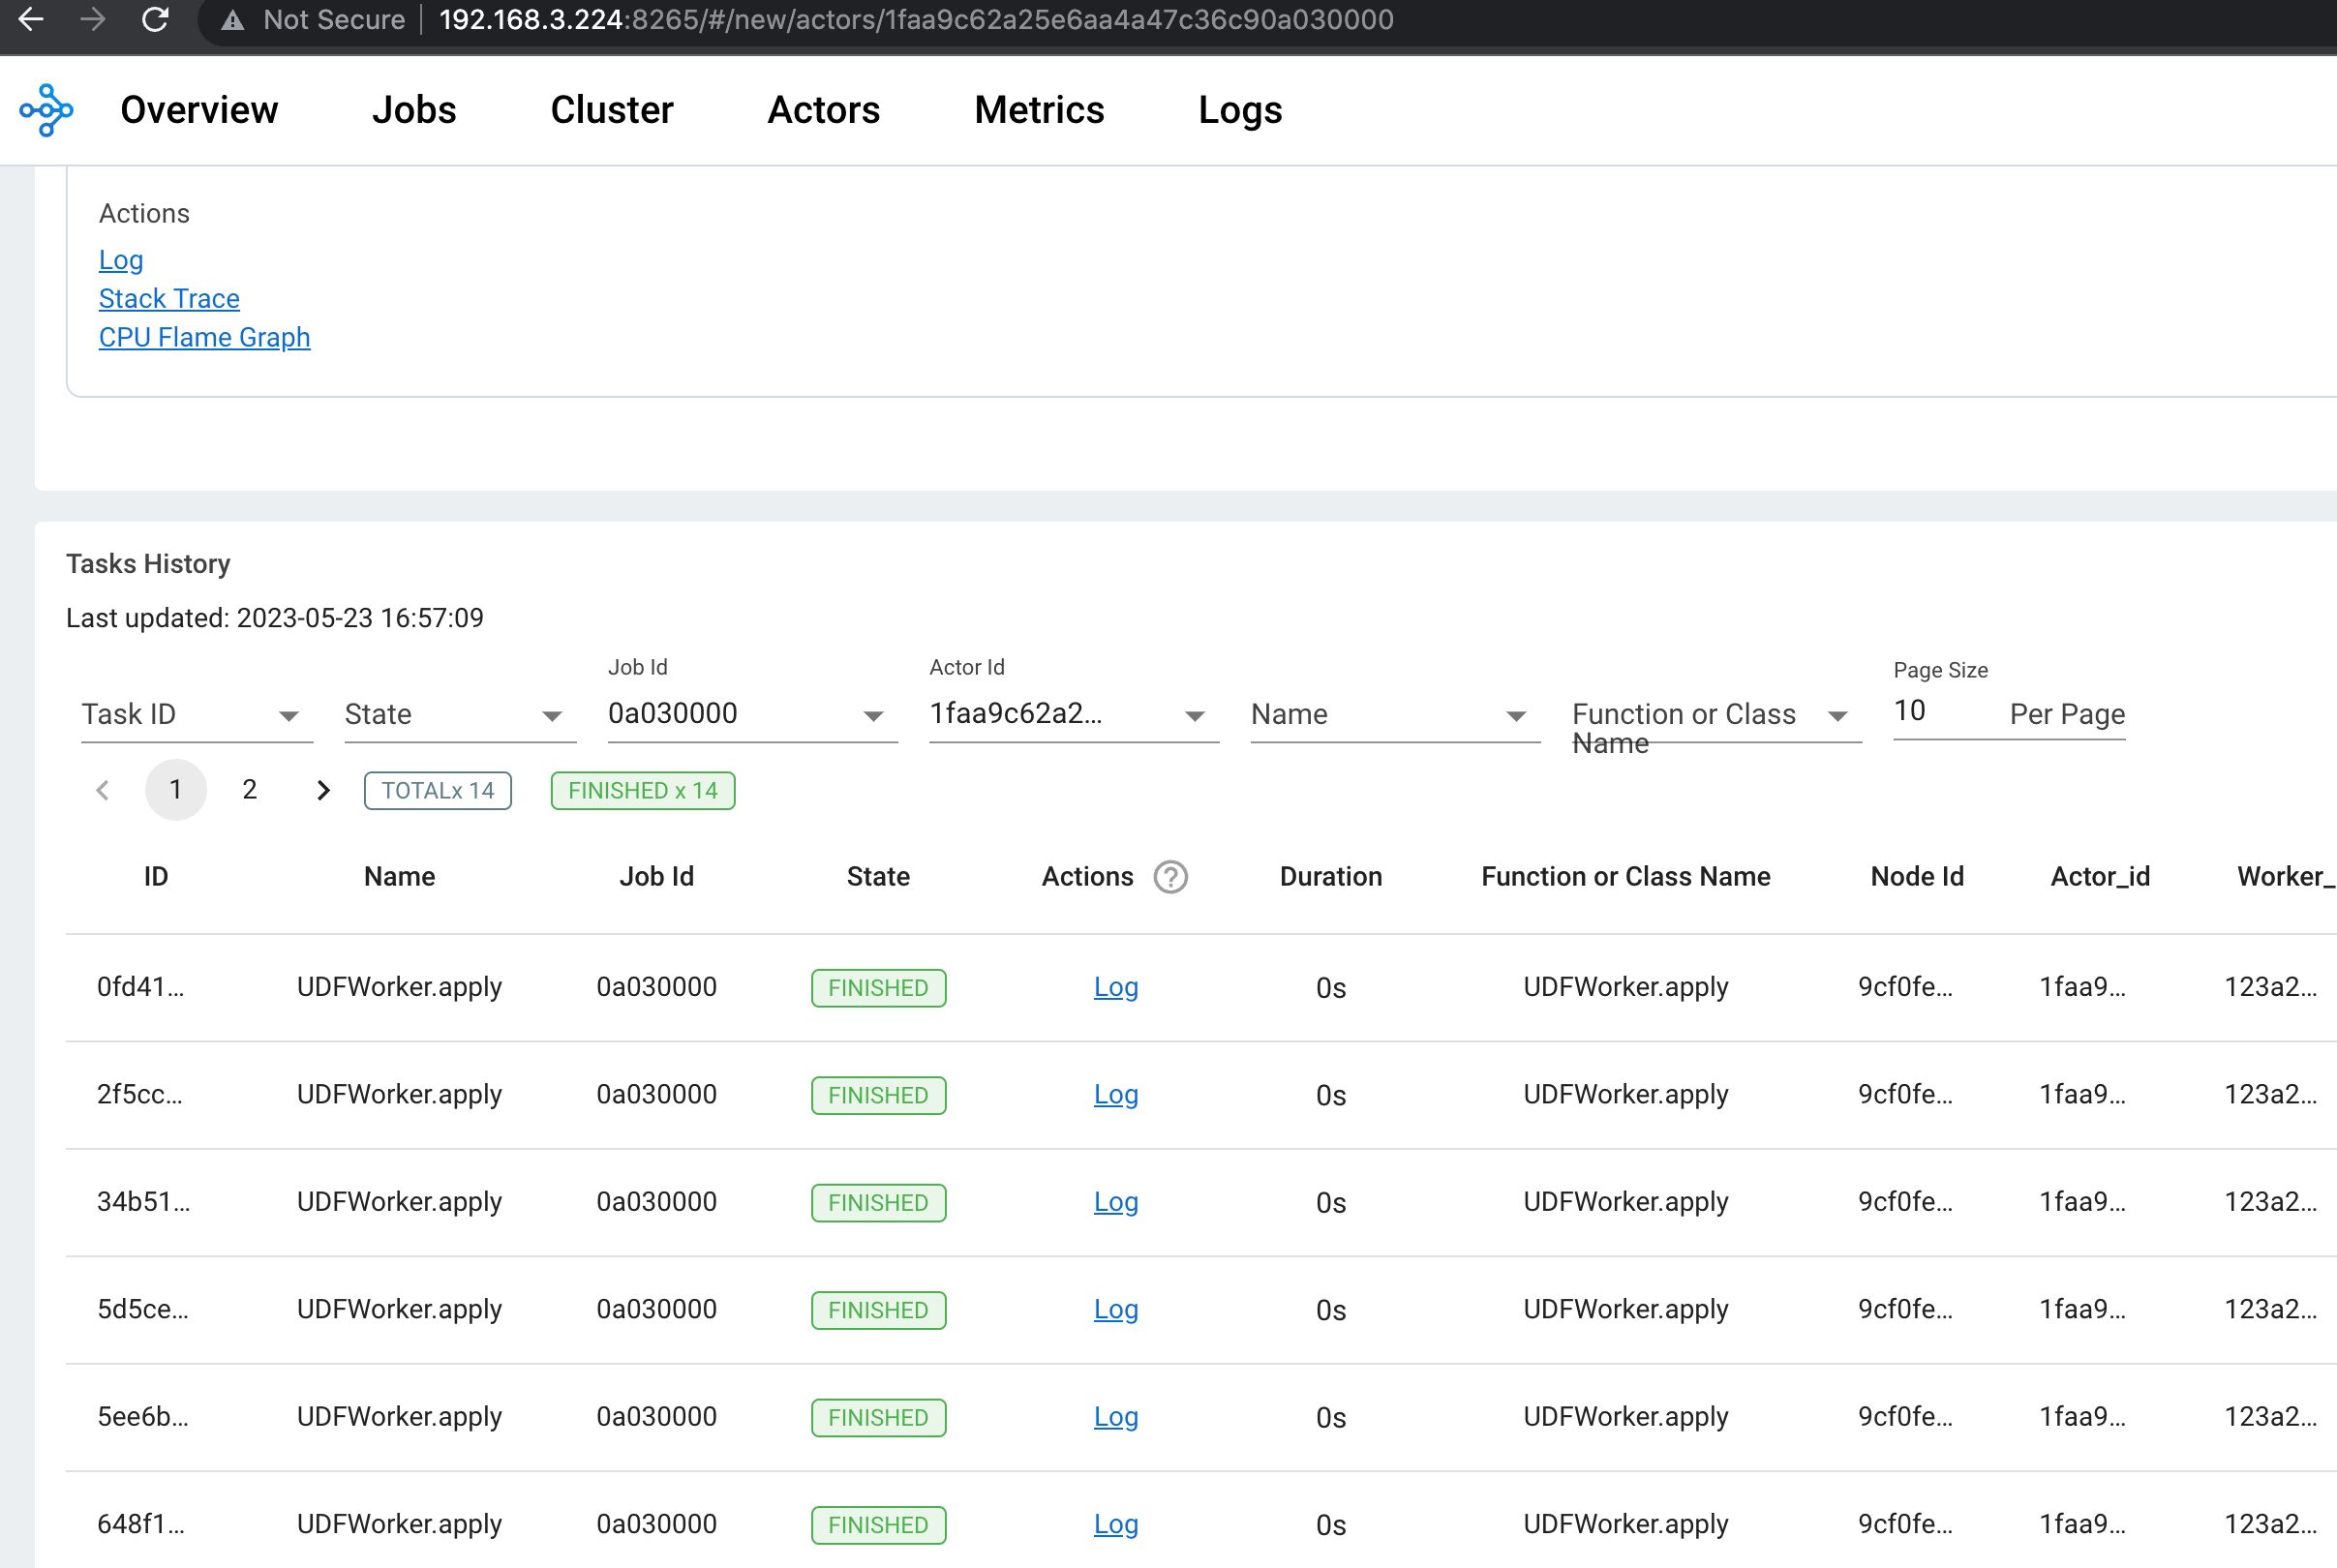 Not Secure 192.168.3.224:8265/#/new/actors/1faa9c62a25e6aa4a47c36c90a030000
Overview Jobs Cluster Actors Metrics Logs
Actions
Log
Stack Trace
CPU Flame Graph
Tasks History
Last updated: 2023-05-23 16:57:09
Job Id Actor Id Page Size
Task ID State 0a030000 1faa9c62a2... Name Function or Class Name 10 Per Page
1 2 TOTALx 14 FINISHED x 14
ID Name Job Id State Actions ? Duration Function or Class Name Node Id Actor_id Worker_
0fd41... UDFWorker.apply 0a030000 FINISHED Log 0s UDFWorker.apply 9cf0fe... 1faa9... 123a2...
2f5cc... UDFWorker.apply 0a030000 FINISHED Log 0s UDFWorker.apply 9cf0fe... 1faa9... 123a2...
34b51... UDFWorker.apply 0a030000 FINISHED Log 0s UDFWorker.apply 9cf0fe... 1faa9... 123a2...
5d5ce... UDFWorker.apply 0a030000 FINISHED Log 0s UDFWorker.apply 9cf0fe... 1faa9... 123a2...
5ee6b... UDFWorker.apply 0a030000 FINISHED Log 0s UDFWorker.apply 9cf0fe... 1faa9... 123a2...
648f1... UDFWorker.apply 0a030000 FINISHED Log 0s UDFWorker.apply 9cf0fe... 1faa9... 123a2...